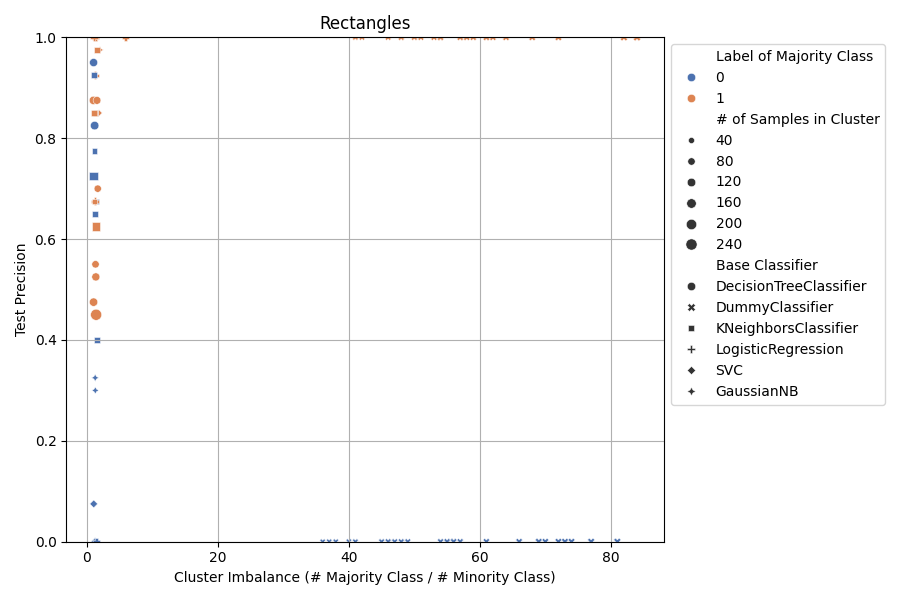 Rectangles
1.0
0.8
0.6
0.4
0.2
0.0
Test Precision
0
20
40
60
80
Cluster Imbalance (# Majority Class / # Minority Class)
Label of Majority Class
0
1
# of Samples in Cluster
40
80
120
160
200
240
Base Classifier
DecisionTreeClassifier
DummyClassifier
KNeighborsClassifier
LogisticRegression
SVC
GaussianNB